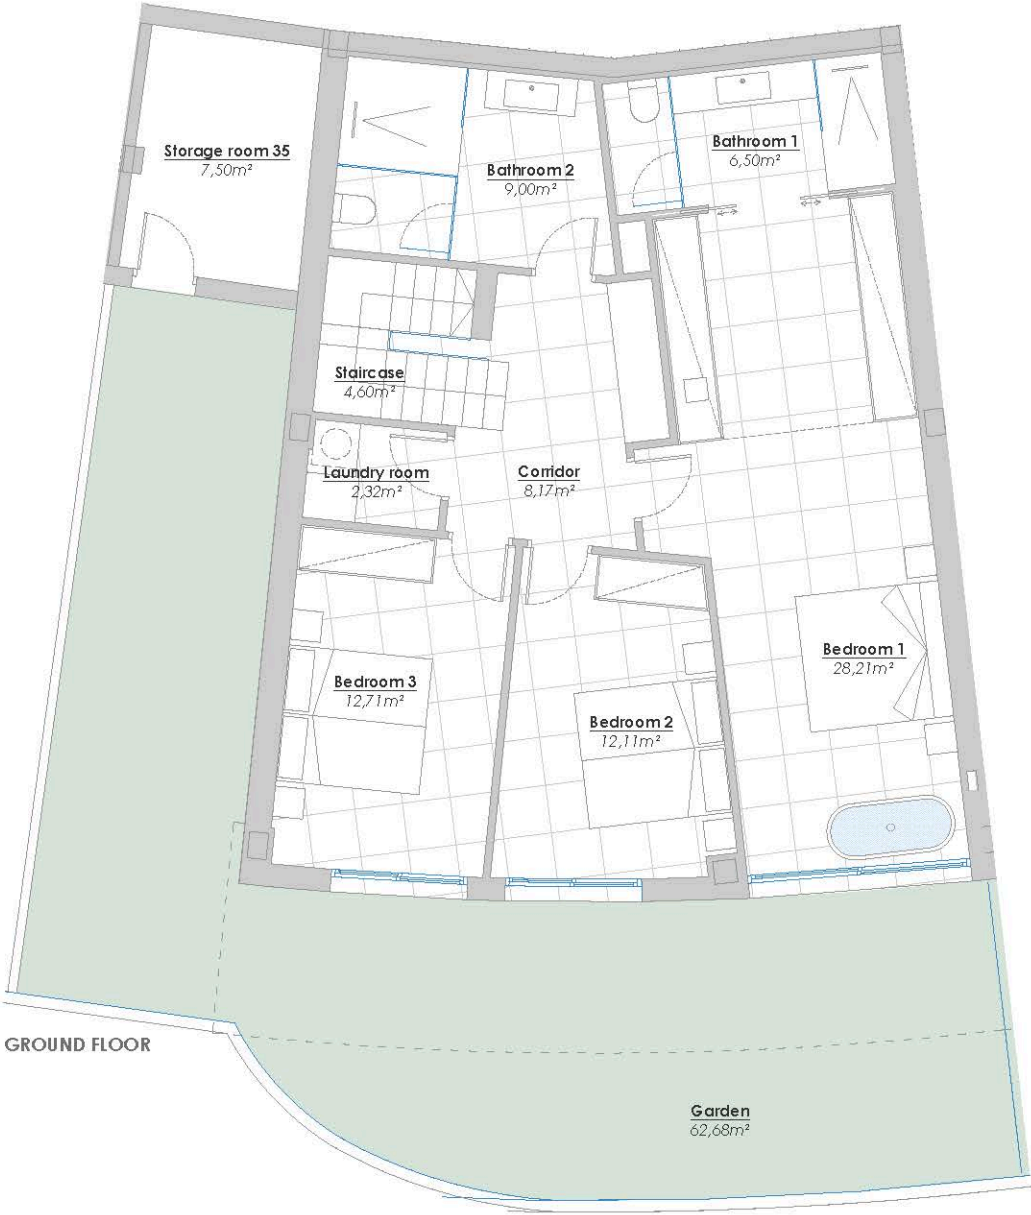 Storage room 35
7,50m²
Bathroom 2
9,00m²
Bathroom 1
6,50m²
Staircase
4,60m²
Laundry room
2,32m²
Corridor
8,17m²
Bedroom 3
12,71m²
Bedroom 2
12,11m²
Bedroom 1
28,21m²
GROUND FLOOR
Garden
62,68m²